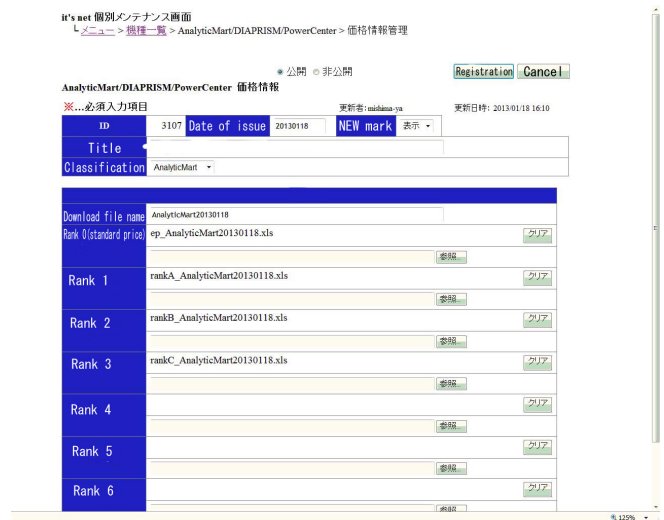 it's net 個別メンテナンス画面
┗ メニュー > 機種一覧 > AnalyticMart/DIAPRISM/PowerCenter > 価格情報管理
公開 非公開 Registration Cancel
AnalyticMart/DIAPRISM/PowerCenter 価格情報
※…必須入力項目 更新者: mishima-ya 更新日時: 2013/01/18 16:10
ID 3107 Date of issue 20130118 NEW mark 表示
Title
Classification AnalyticMart
Download file name AnalyticMart20130118
Rank 0(standard price) ep_AnalyticMart20130118.xls クリア
参照...
Rank 1 rankA_AnalyticMart20130118.xls クリア
参照...
Rank 2 rankB_AnalyticMart20130118.xls クリア
参照...
Rank 3 rankC_AnalyticMart20130118.xls クリア
参照...
Rank 4 クリア
参照...
Rank 5 クリア
参照...
Rank 6 クリア
参照...
125%